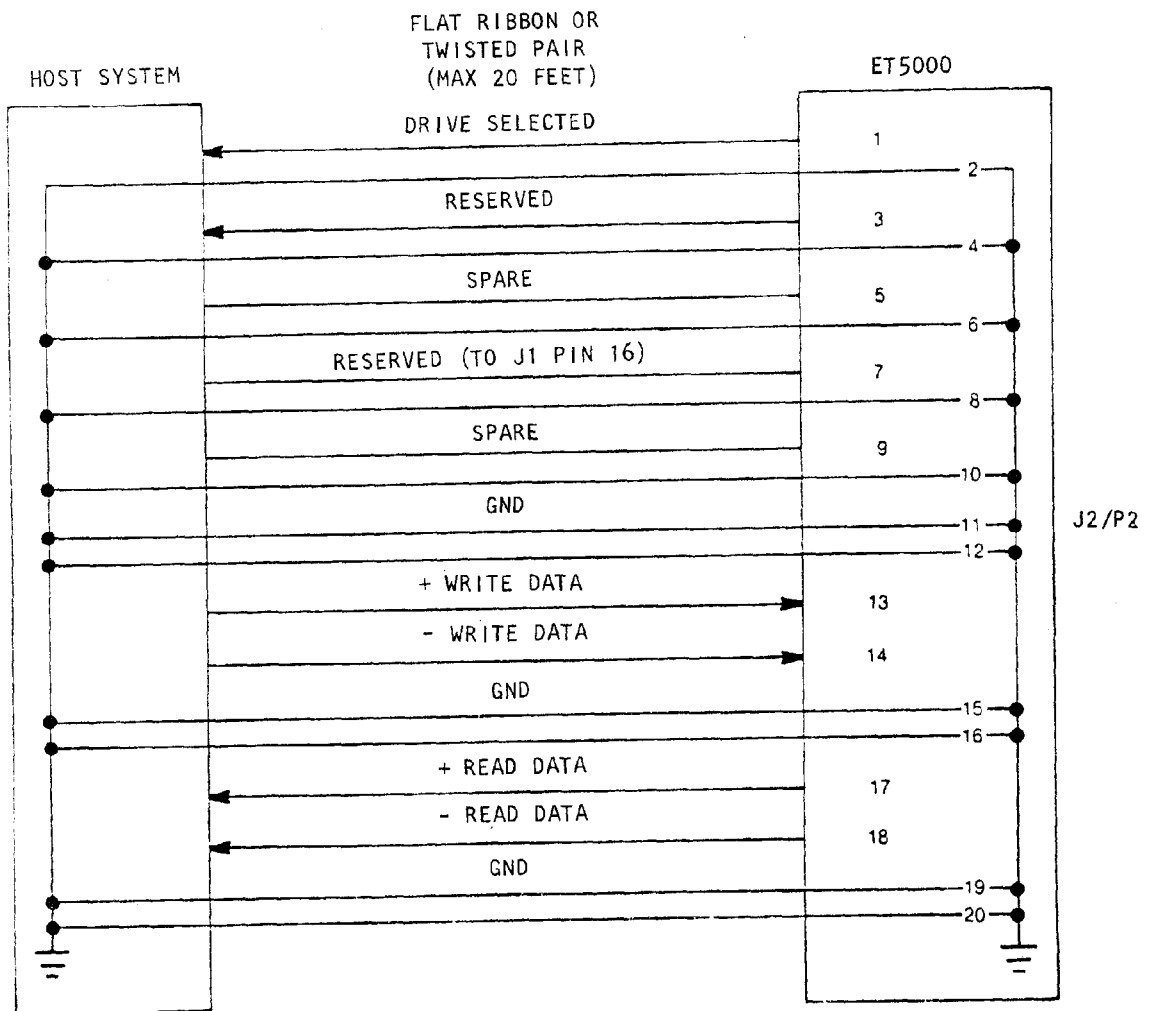 FLAT RIBBON OR
TWISTED PAIR
(MAX 20 FEET)
HOST SYSTEM
ET5000
DRIVE SELECTED
1
2
RESERVED
3
4
SPARE
5
6
RESERVED (TO J1 PIN 16)
7
8
SPARE
9
10
GND
11
J2/P2
12
+ WRITE DATA
13
- WRITE DATA
14
GND
15
16
+ READ DATA
17
- READ DATA
18
GND
19
20